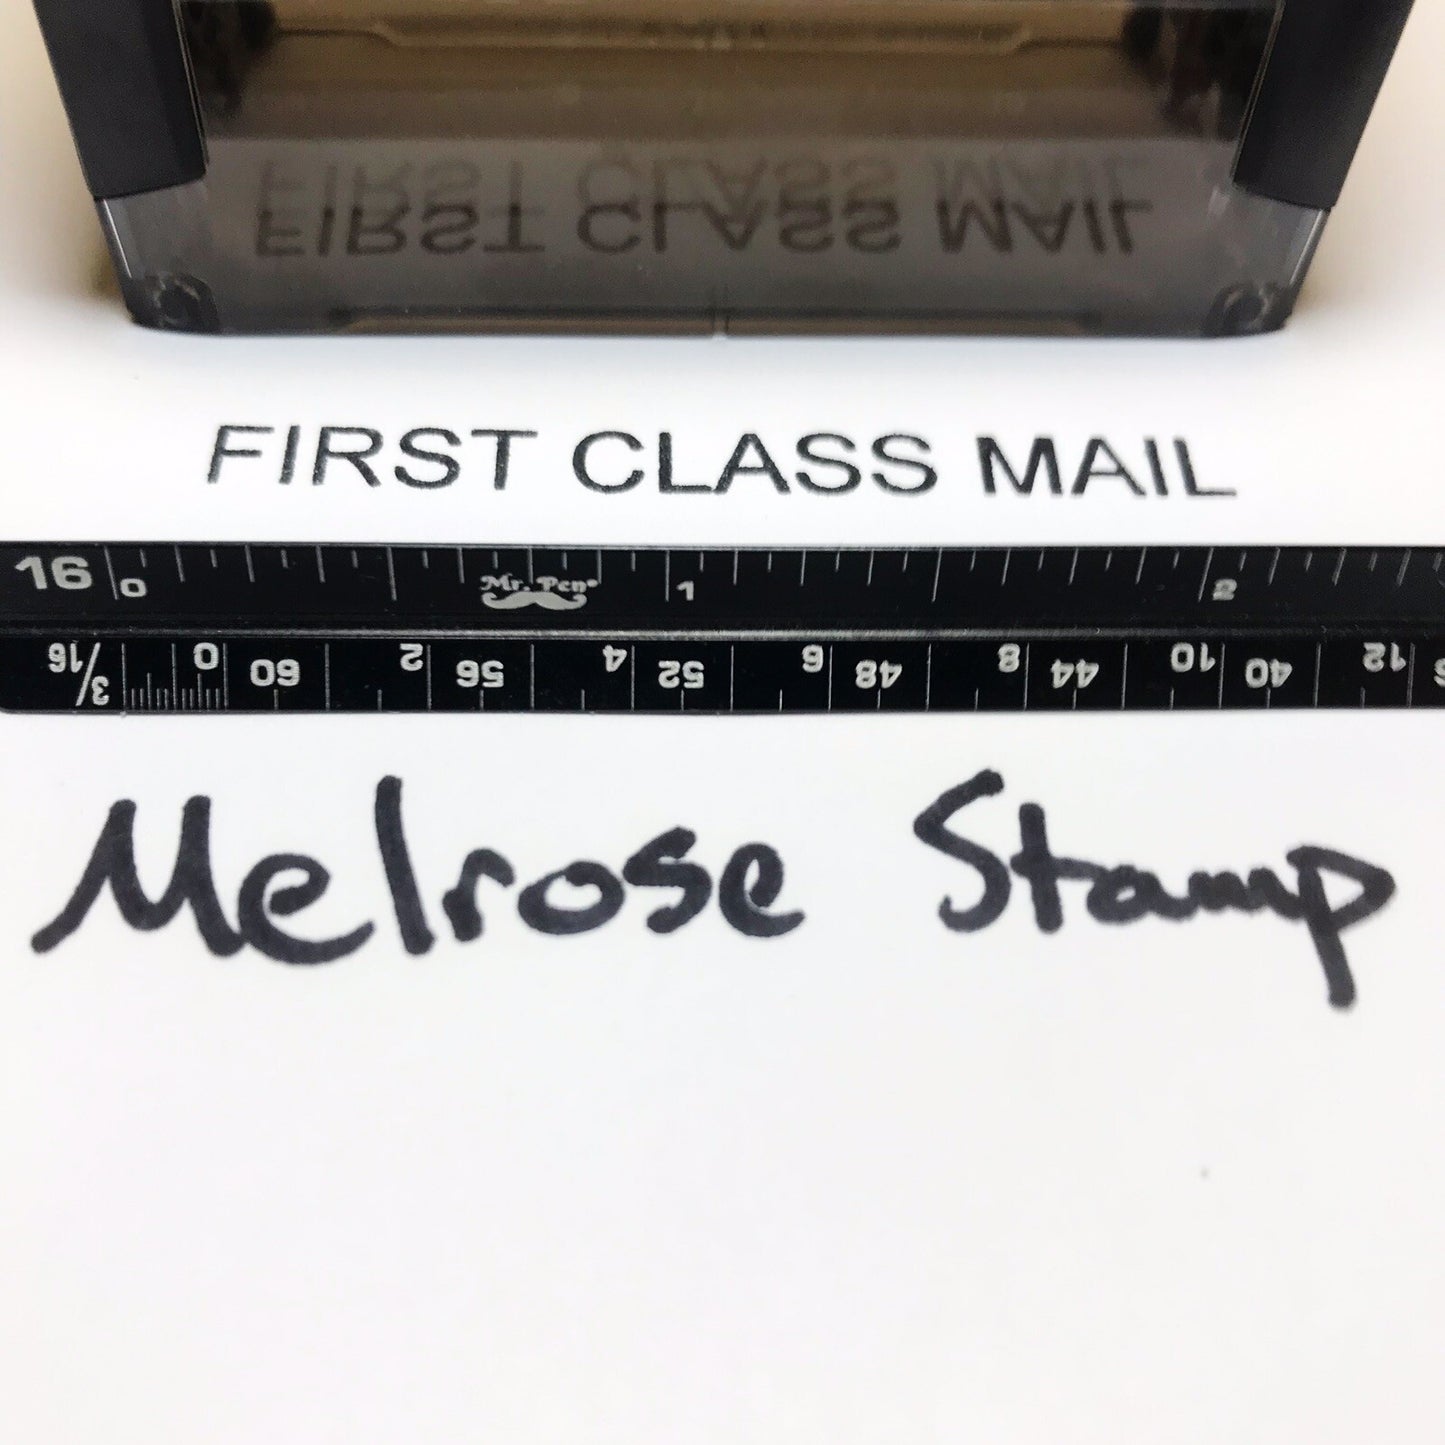 FIRST CLASS MAIL
FIRST CLASS MAIL
16 0 Mr. Pen® 1 2
3/16 0 60 2 56 4 52 6 48 8 44 10 40 12
Melrose Stamp